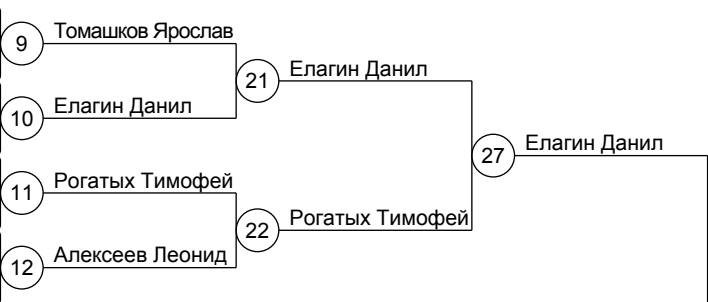 9 Томашков Ярослав
21 Елагин Данил
10 Елагин Данил
27 Елагин Данил
11 Рогатых Тимофей
22 Рогатых Тимофей
12 Алексеев Леонид